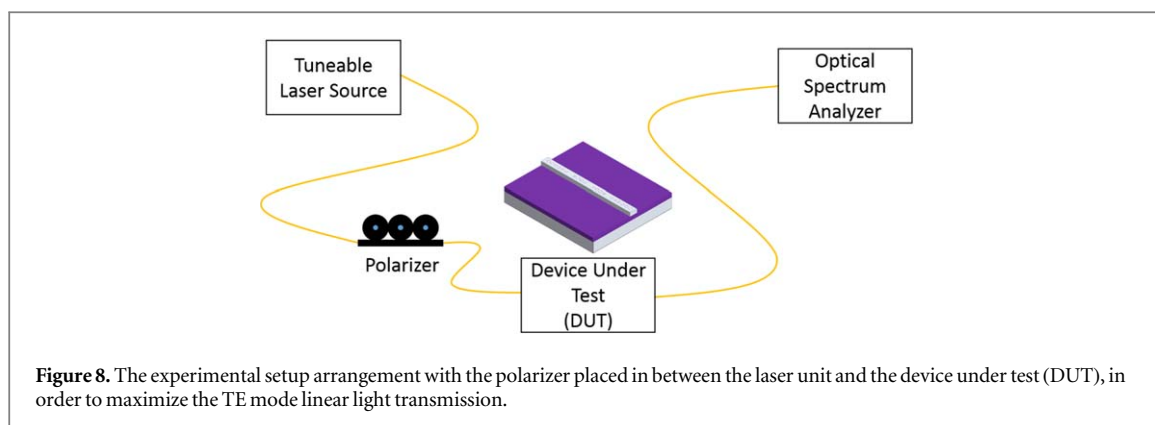 Tuneable
Laser Source
Optical
Spectrum
Analyzer
Polarizer
Device Under
Test
(DUT)
Figure 8. The experimental setup arrangement with the polarizer placed in between the laser unit and the device under test (DUT), in
order to maximize the TE mode linear light transmission.